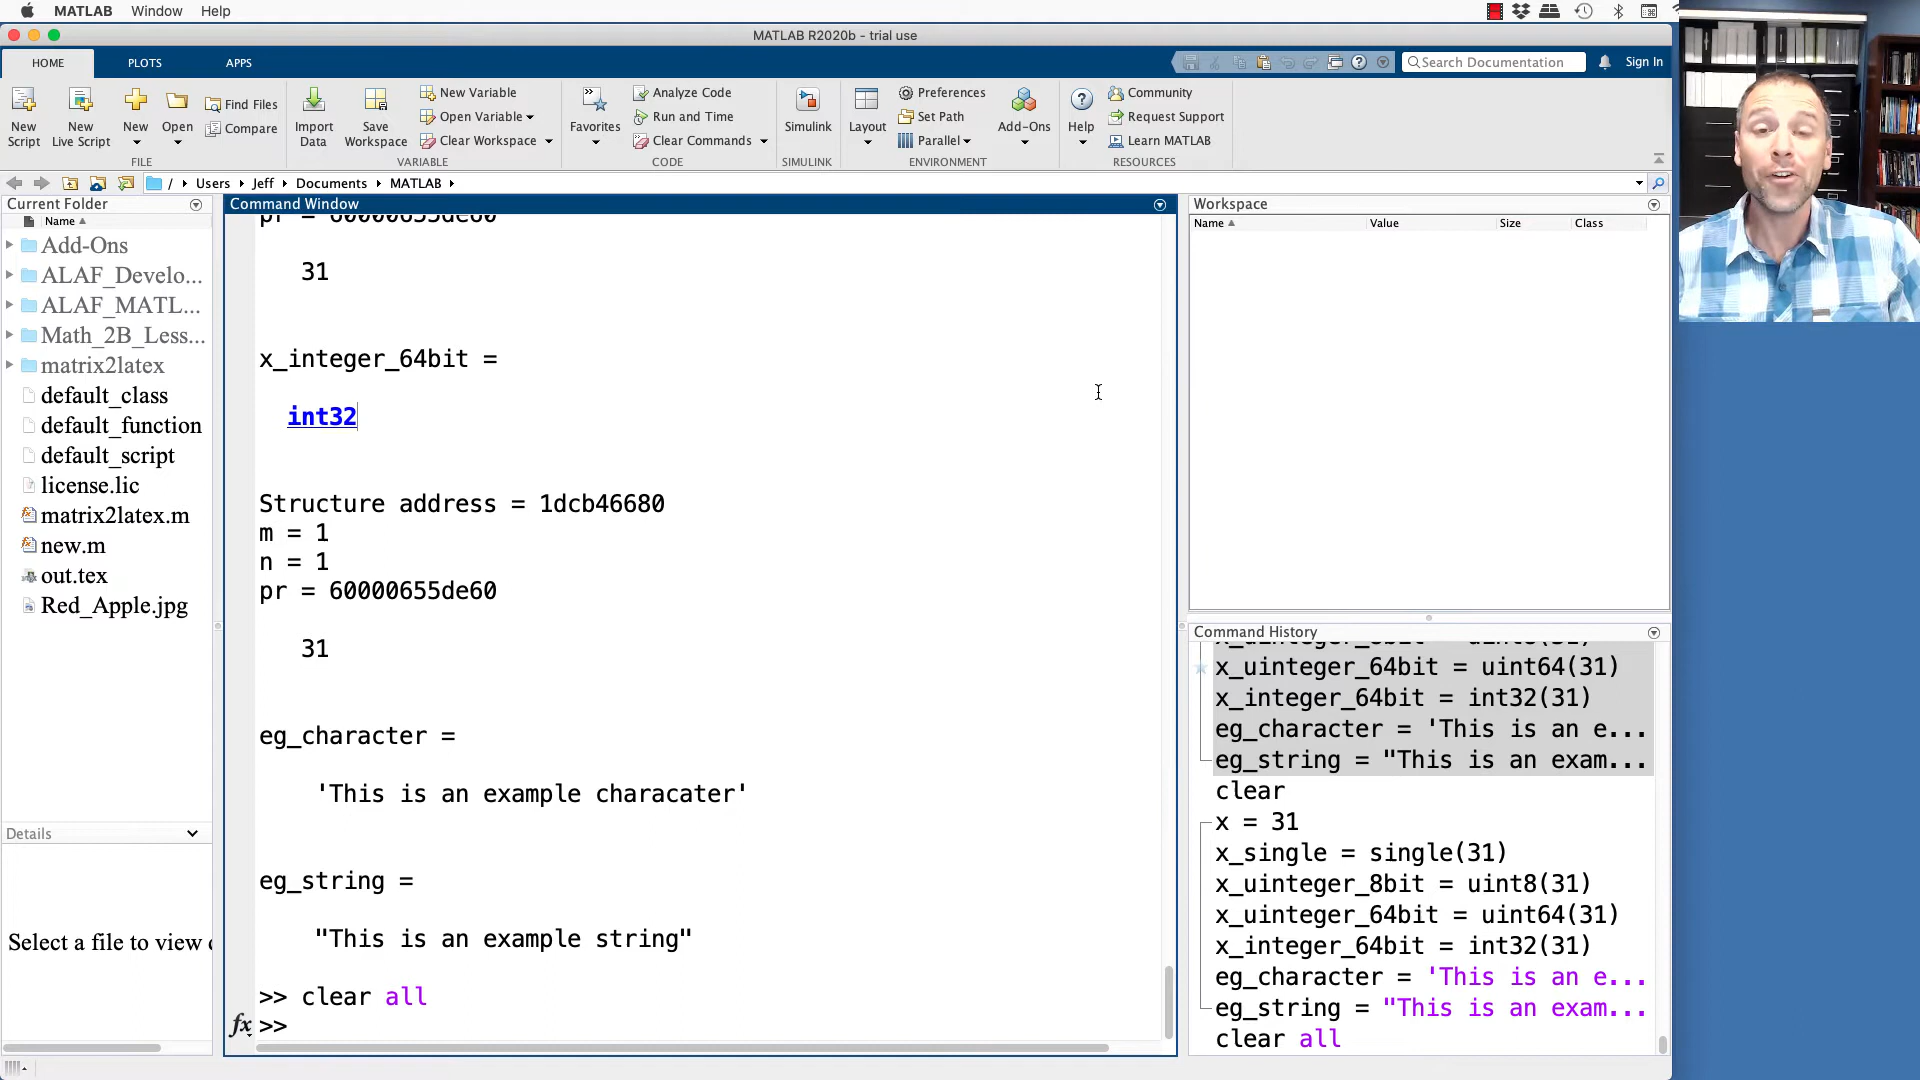 MATLAB Window Help
MATLAB R2020b - trial use
HOME PLOTS APPS
Search Documentation
Sign In
New Script
New Live Script
New
Open
Find Files
Compare
FILE
Import Data
Save Workspace
New Variable
Open Variable
Clear Workspace
VARIABLE
Favorites
Analyze Code
Run and Time
Clear Commands
CODE
Simulink
SIMULINK
Layout
Preferences
Set Path
Parallel
Add-Ons
ENVIRONMENT
Help
Community
Request Support
Learn MATLAB
RESOURCES
/ Users Jeff Documents MATLAB
Current Folder
Name
Add-Ons
ALAF_Develo...
ALAF_MATL...
Math_2B_Less...
matrix2latex
default_class
default_function
default_script
license.lic
matrix2latex.m
new.m
out.tex
Red_Apple.jpg
Details
Select a file to view
Command Window
pr = 60000655de60
31
x_integer_64bit =
int32
Structure address = 1dcb46680
m = 1
n = 1
pr = 60000655de60
31
eg_character =
'This is an example characater'
eg_string =
"This is an example string"
>> clear all
fx >>
Workspace
Name Value Size Class
Command History
x_uinteger_8bit = uint8(31)
x_uinteger_64bit = uint64(31)
x_integer_64bit = int32(31)
eg_character = 'This is an e...
eg_string = "This is an exam...
clear
x = 31
x_single = single(31)
x_uinteger_8bit = uint8(31)
x_uinteger_64bit = uint64(31)
x_integer_64bit = int32(31)
eg_character = 'This is an e...
eg_string = "This is an exam...
clear all